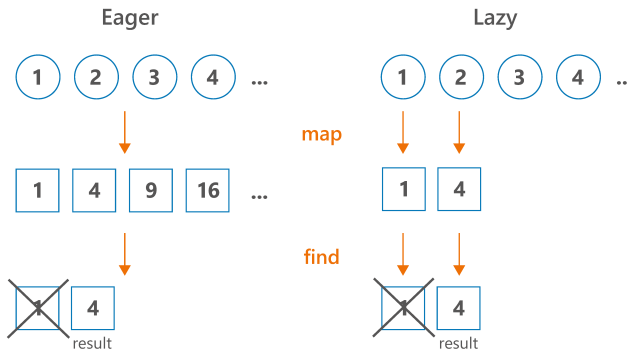 Eager Lazy
1 2 3 4 ... 1 2 3 4 ..
map
1 4 9 16 ... 1 4
find
1 4 1 4
result result